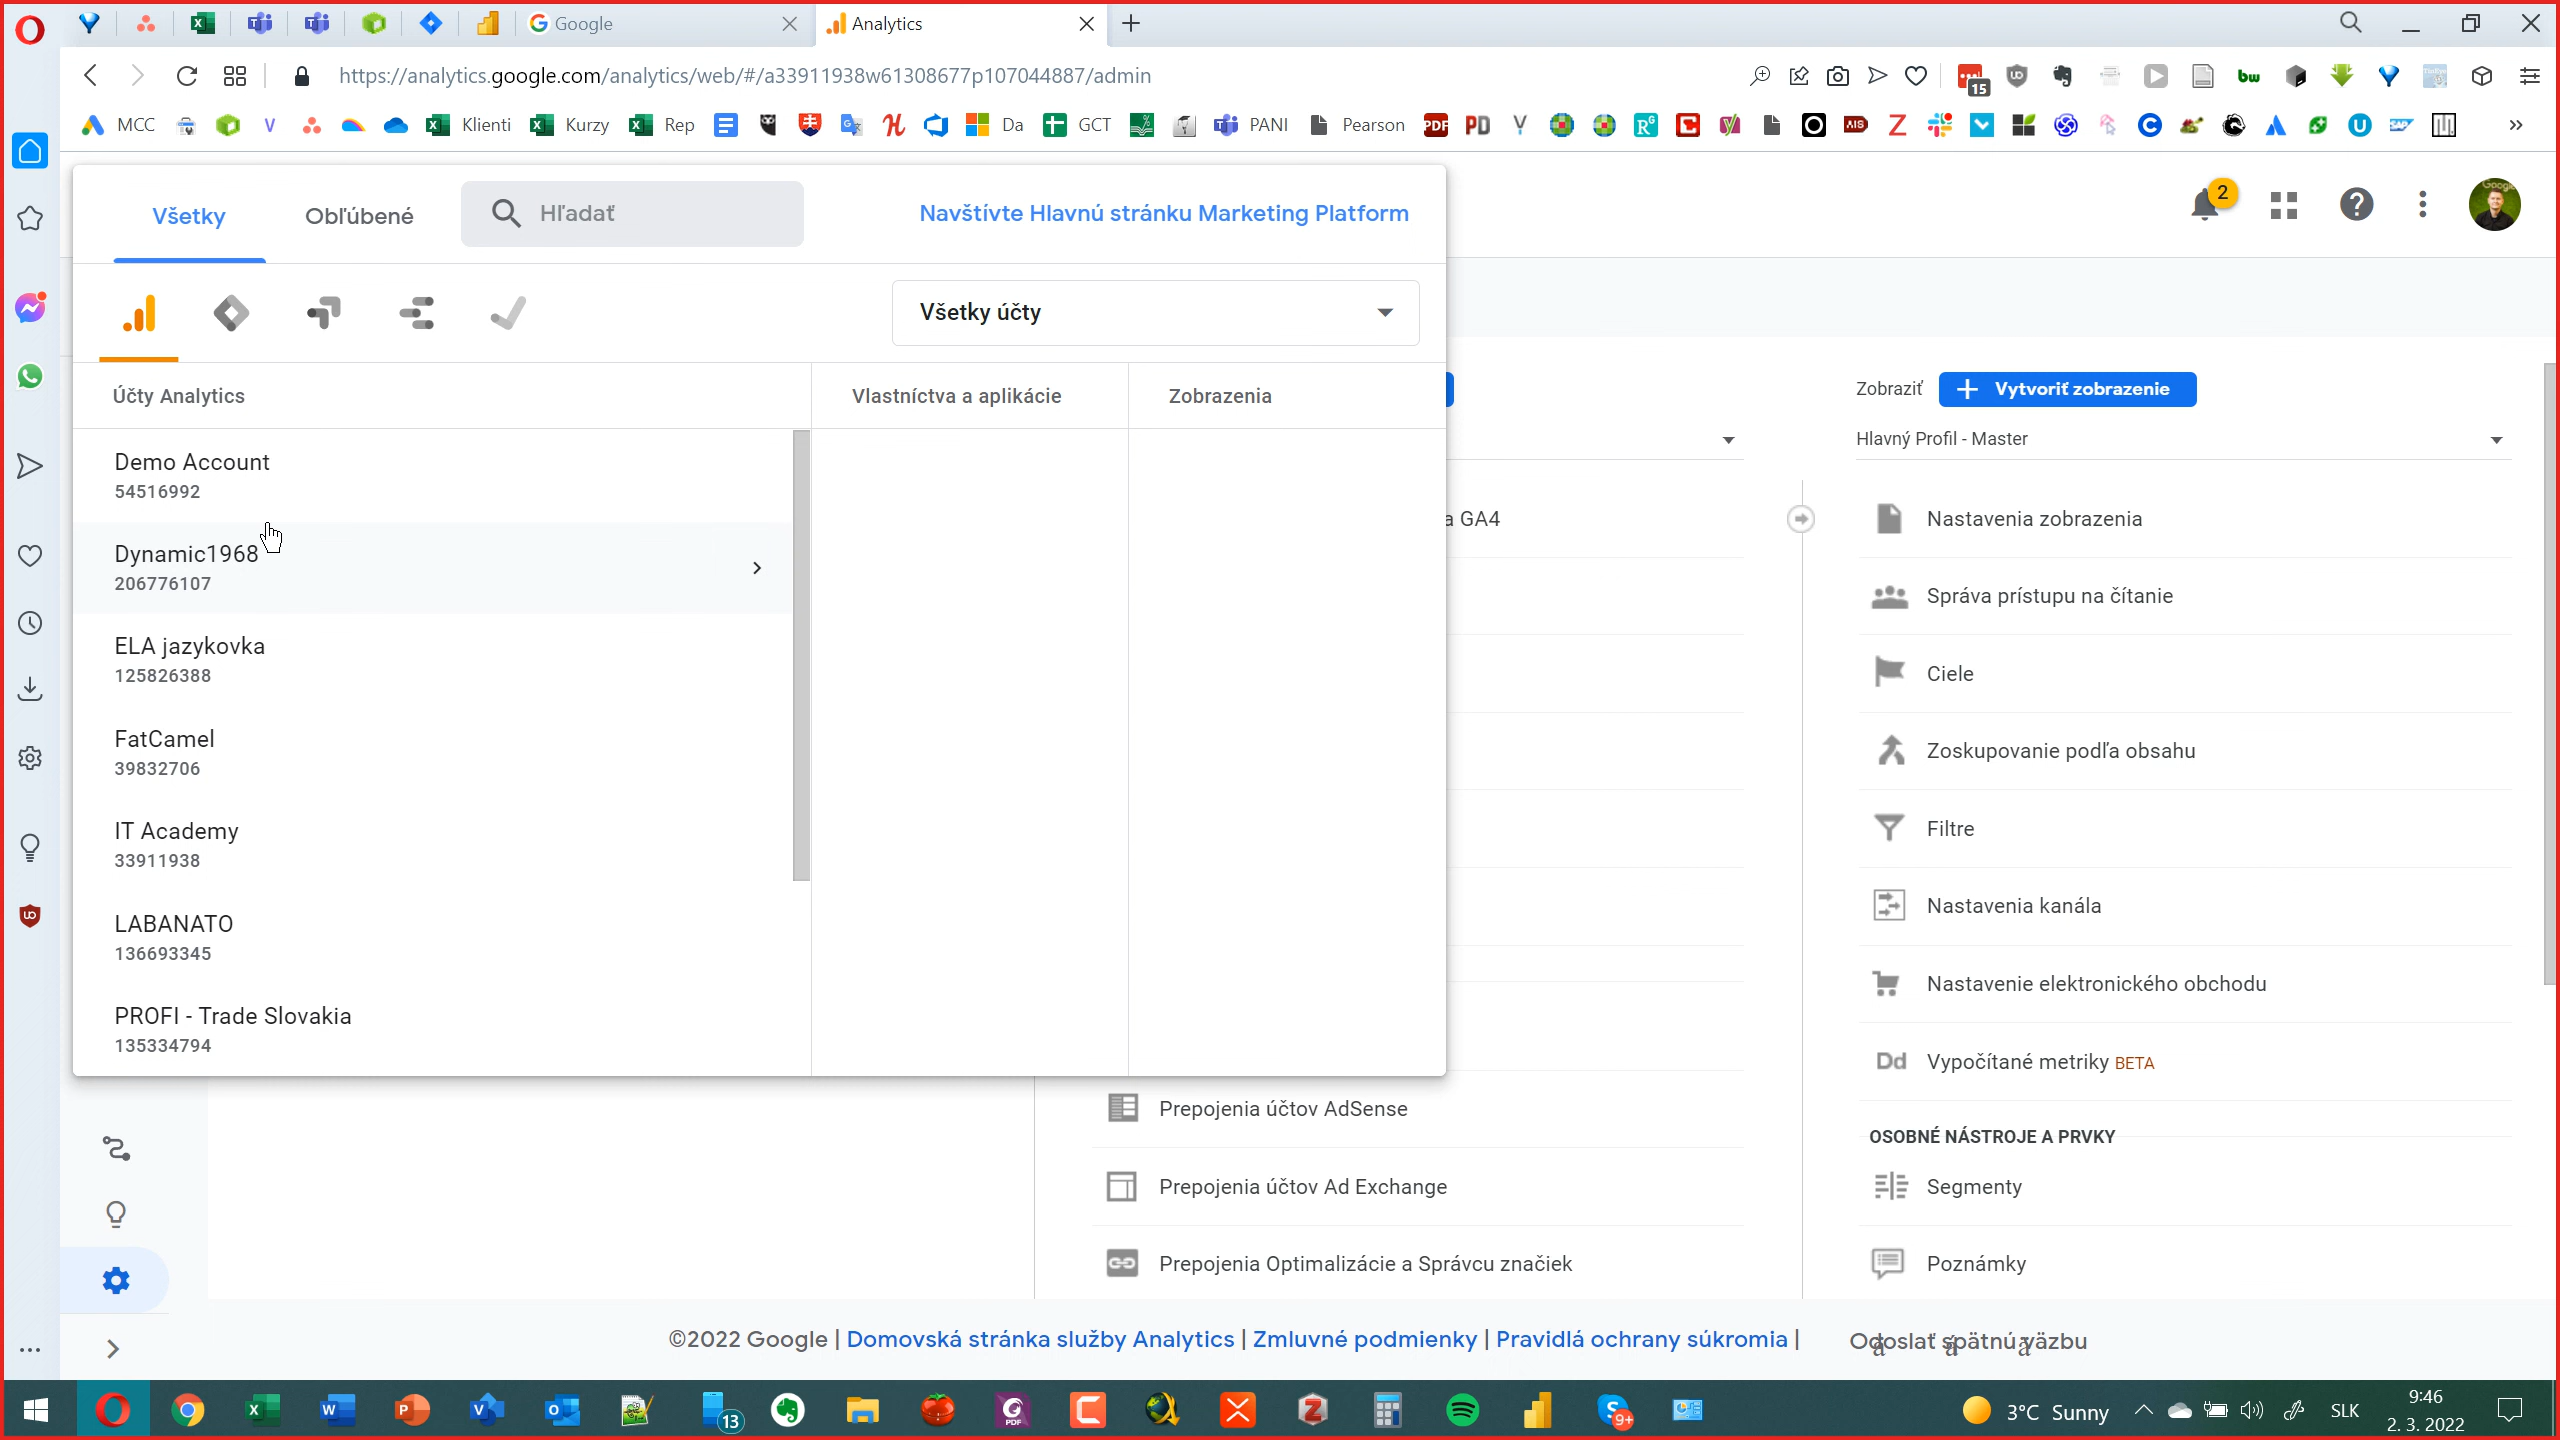 Google
Analytics
https://analytics.google.com/analytics/web/#/a33911938w61308677p107044887/admin
15
MCC
Klienti
Kurzy
Rep
Da
GCT
PANI
Pearson
Všetky
Obľúbené
Hľadať
Navštívte Hlavnú stránku Marketing Platform
2
Všetky účty
Účty Analytics
Vlastníctva a aplikácie
Zobrazenia
Demo Account
54516992
Dynamic1968
206776107
ELA jazykovka
125826388
FatCamel
39832706
IT Academy
33911938
LABANATO
136693345
PROFI - Trade Slovakia
135334794
Zobraziť
Vytvoriť zobrazenie
Hlavný Profil - Master
a GA4
Nastavenia zobrazenia
Správa prístupu na čítanie
Ciele
Zoskupovanie podľa obsahu
Filtre
Nastavenia kanála
Nastavenie elektronického obchodu
Dd Vypočítané metriky BETA
OSOBNÉ NÁSTROJE A PRVKY
Segmenty
Poznámky
Prepojenia účtov AdSense
Prepojenia účtov Ad Exchange
Prepojenia Optimalizácie a Správcu značiek
©2022 Google | Domovská stránka služby Analytics | Zmluvné podmienky | Pravidlá ochrany súkromia |
Odoslať spätnú väzbu
13
9+
3°C Sunny
SLK
9:46
2. 3. 2022